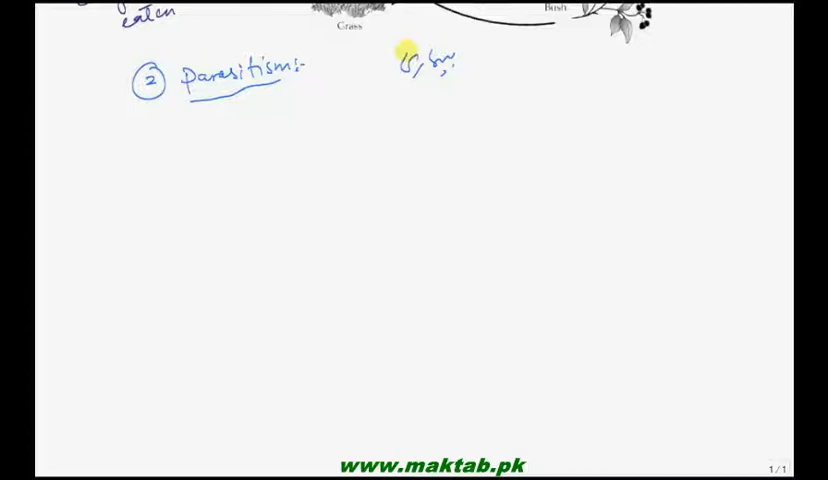 eaten
Grass
Bush
② Parasitism:-
www.maktab.pk
1/1